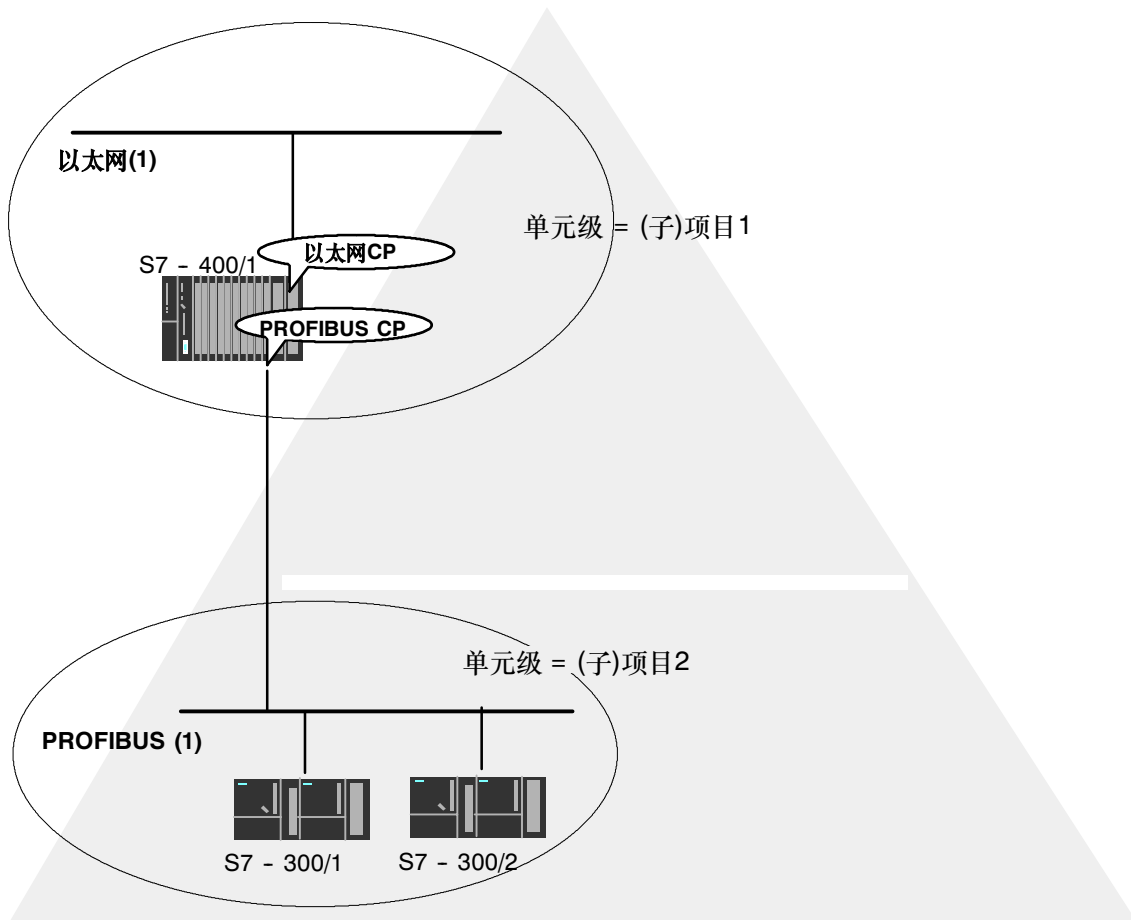 以太网(1)
单元级 = (子)项目1
以太网CP
S7 - 400/1
PROFIBUS CP
单元级 = (子)项目2
PROFIBUS (1)
S7 - 300/1
S7 - 300/2